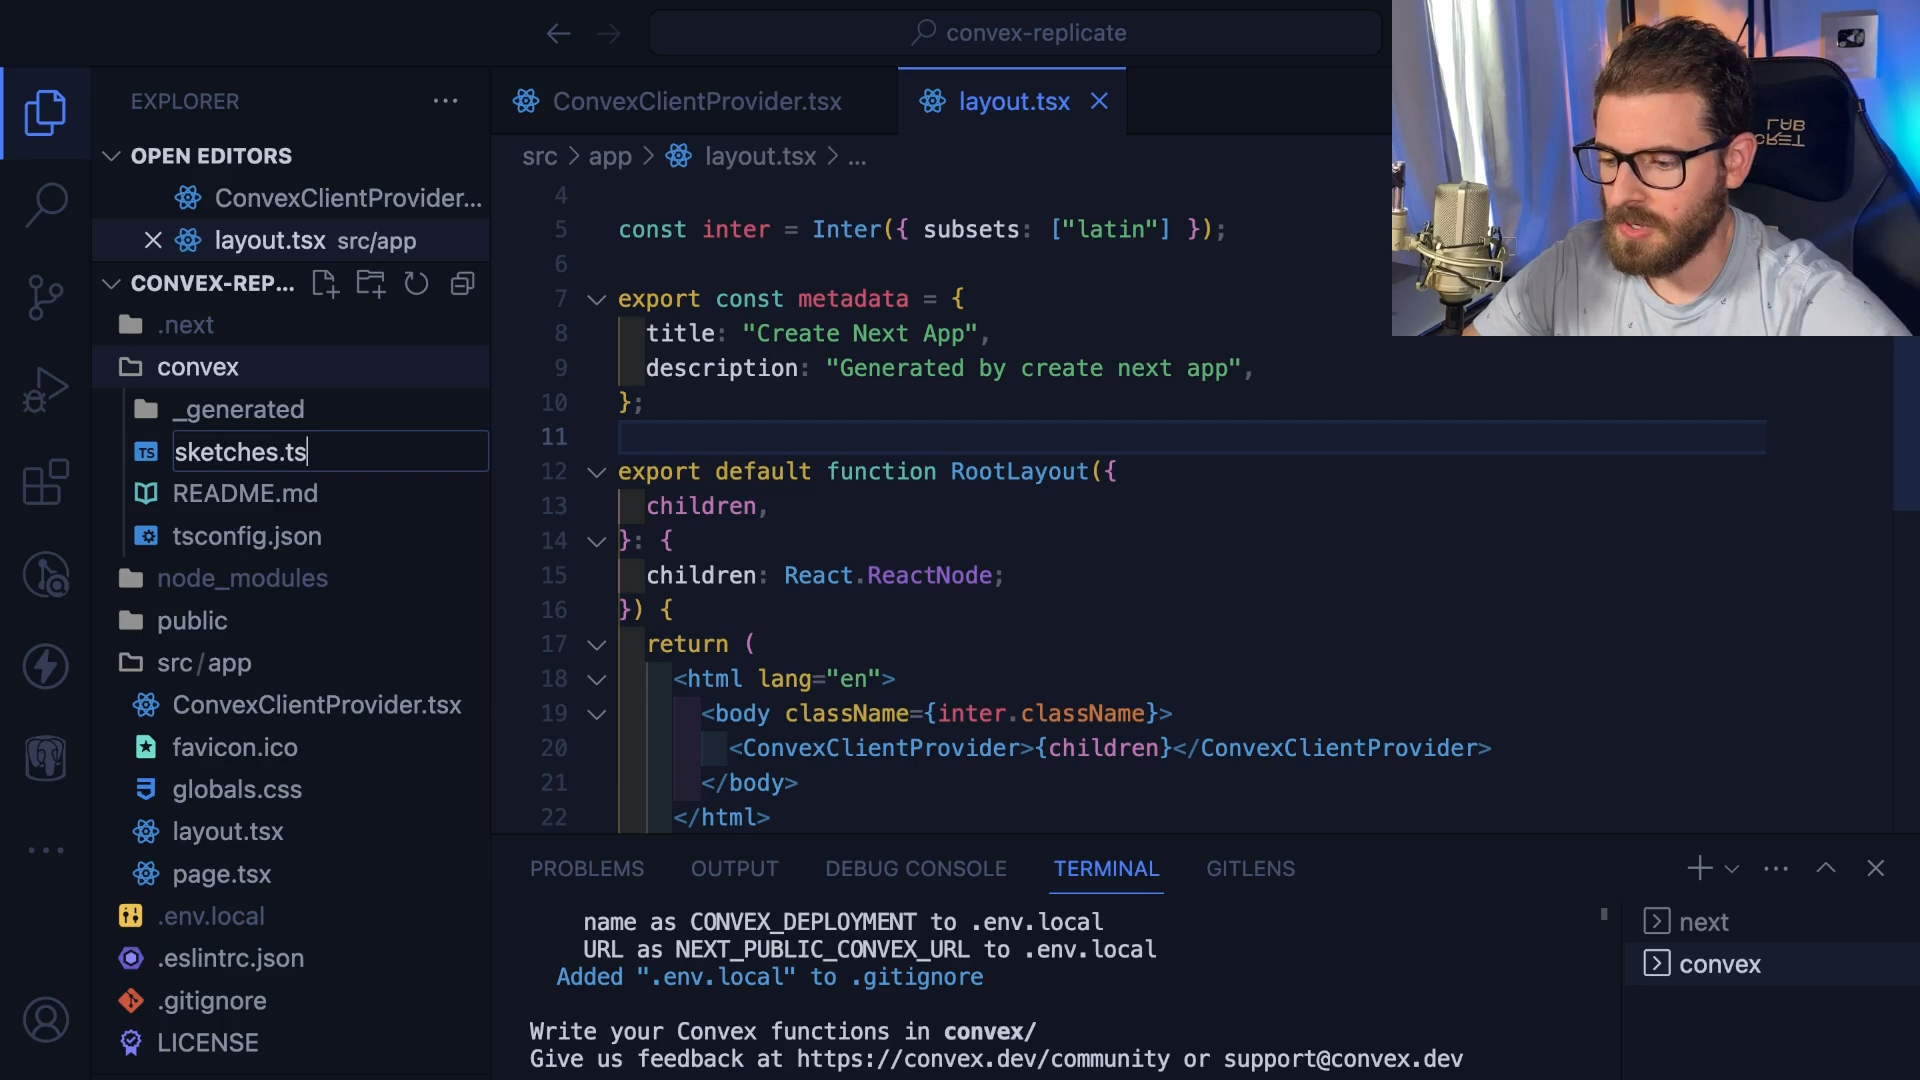 convex-replicate
EXPLORER
OPEN EDITORS
ConvexClientProvider...
layout.tsx src/app
CONVEX-REP...
.next
convex
_generated
sketches.ts
README.md
tsconfig.json
node_modules
public
src/app
ConvexClientProvider.tsx
favicon.ico
globals.css
layout.tsx
page.tsx
.env.local
.eslintrc.json
.gitignore
LICENSE
ConvexClientProvider.tsx
layout.tsx
src > app > layout.tsx > ...
4
5 const inter = Inter({ subsets: ["latin"] });
6
7 export const metadata = {
8 title: "Create Next App",
9 description: "Generated by create next app",
10 };
11
12 export default function RootLayout({
13 children,
14 }: {
15 children: React.ReactNode;
16 }) {
17 return (
18 <html lang="en">
19 <body className={inter.className}>
20 <ConvexClientProvider>{children}</ConvexClientProvider>
21 </body>
22 </html>
PROBLEMS OUTPUT DEBUG CONSOLE TERMINAL GITLENS
name as CONVEX_DEPLOYMENT to .env.local
URL as NEXT_PUBLIC_CONVEX_URL to .env.local
Added ".env.local" to .gitignore
Write your Convex functions in convex/
Give us feedback at https://convex.dev/community or support@convex.dev
next
convex